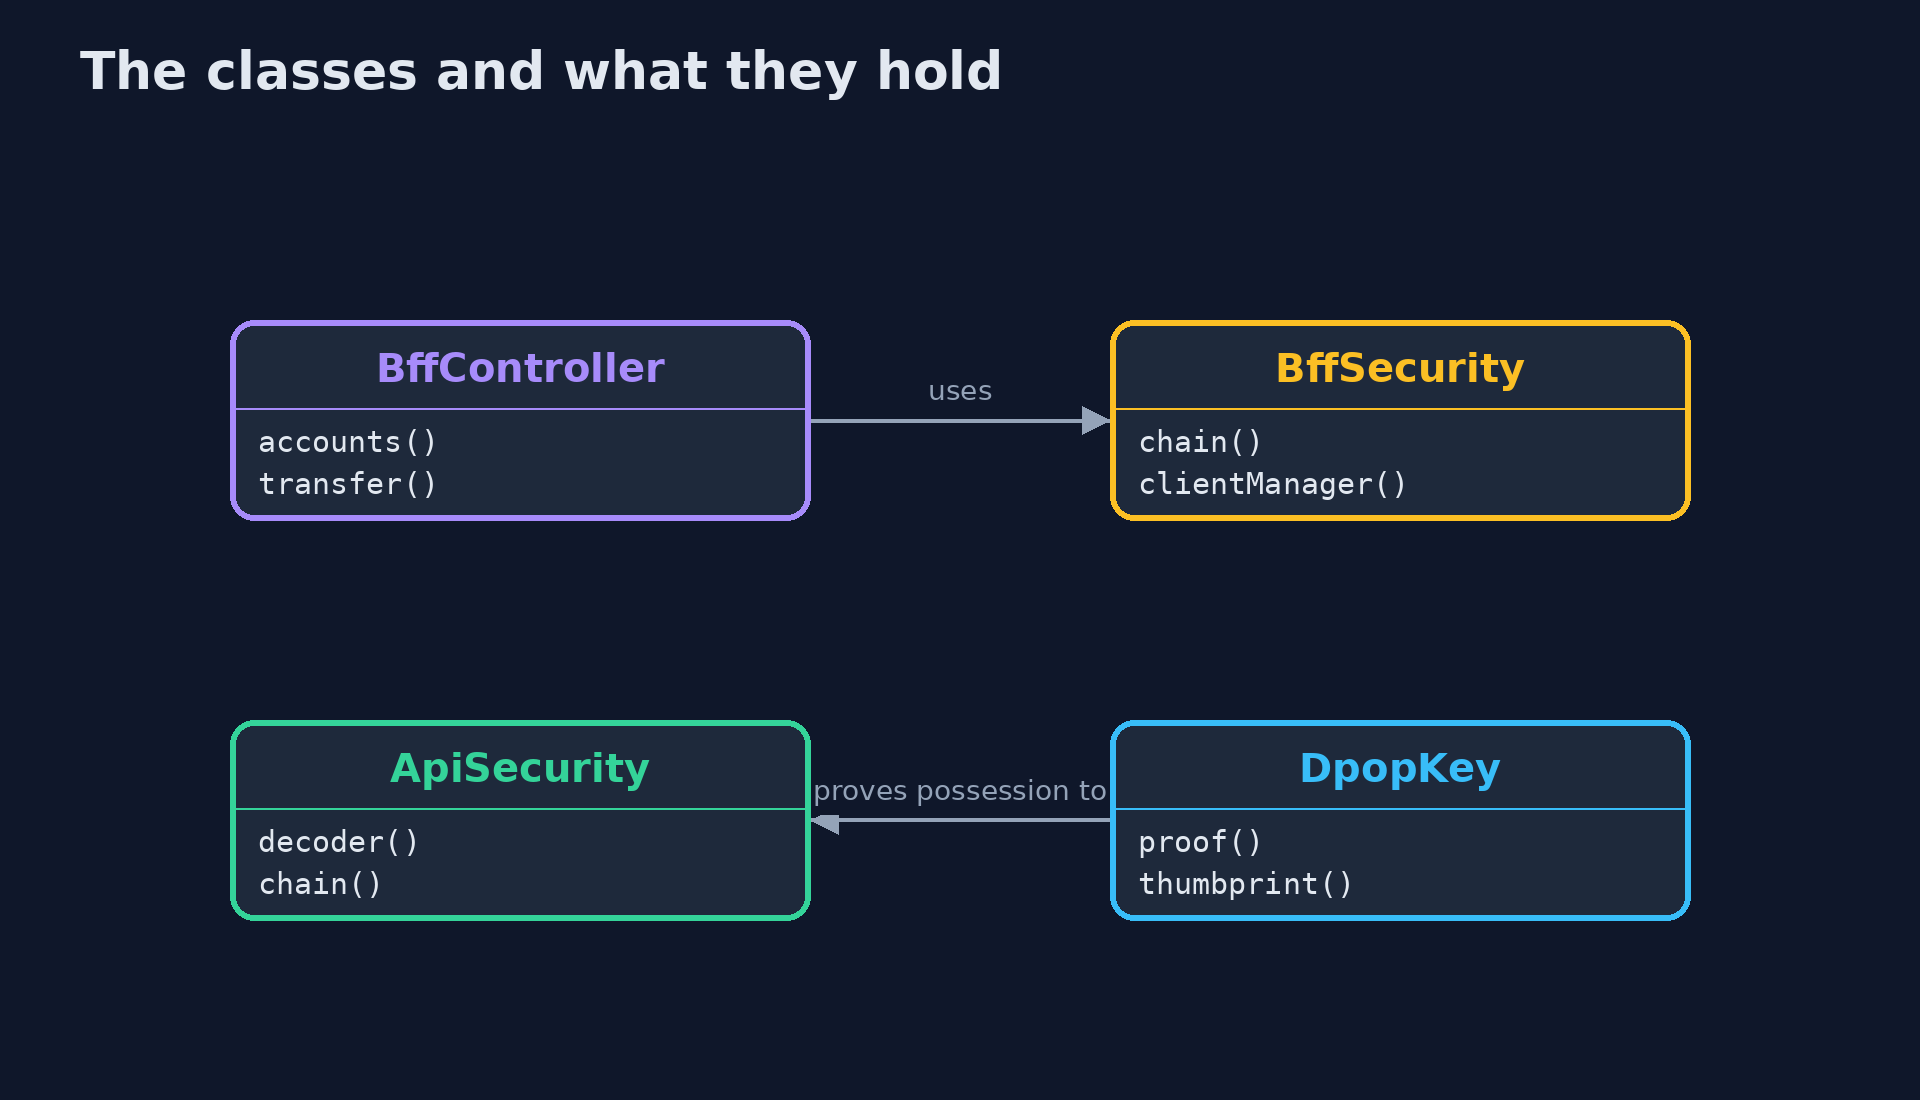 The classes and what they hold
BffController
accounts()
transfer()
uses
BffSecurity
chain()
clientManager()
ApiSecurity
decoder()
chain()
proves possession to
DpopKey
proof()
thumbprint()